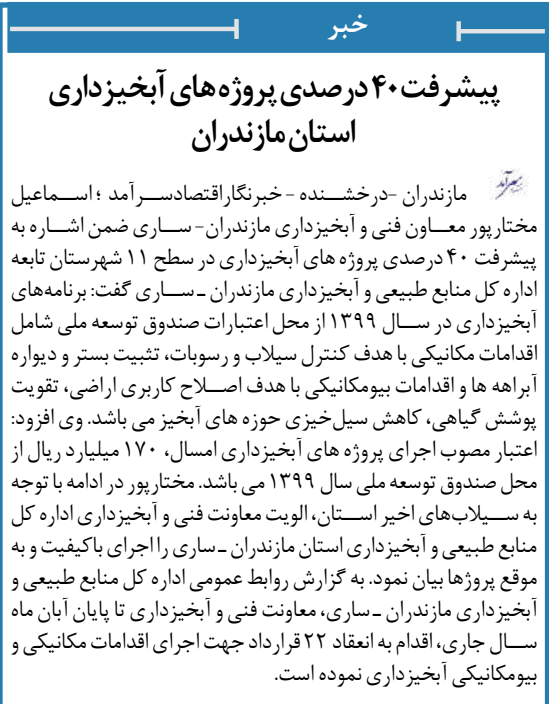 خبر
پیشرفت۴۰درصدی پروژه‌های آبخیزداری
استان مازندران
سرآمد مازندران -درخشنده - خبرنگاراقتصادسرآمد ؛اسماعیل
مختارپور معاون فنی و آبخیزداری مازندران- ساری ضمن اشاره به
پیشرفت ۴۰ درصدی پروژه های آبخیزداری در سطح ۱۱ شهرستان تابعه
اداره کل منابع طبیعی و آبخیزداری مازندران ـ ساری گفت: برنامه‌های
آبخیزداری در سال ۱۳۹۹ از محل اعتبارات صندوق توسعه ملی شامل
اقدامات مکانیکی با هدف کنترل سیلاب و رسوبات، تثبیت بستر و دیواره
آبراهه ها و اقدامات بیومکانیکی با هدف اصلاح کاربری اراضی، تقویت
پوشش گیاهی، کاهش سیل‌خیزی حوزه های آبخیز می باشد. وی افزود:
اعتبار مصوب اجرای پروژه های آبخیزداری امسال، ۱۷۰ میلیارد ریال از
محل صندوق توسعه ملی سال ۱۳۹۹ می باشد. مختارپور در ادامه با توجه
به سیلاب‌های اخیر استان، الویت معاونت فنی و آبخیزداری اداره کل
منابع طبیعی و آبخیزداری استان مازندران ـ ساری را اجرای باکیفیت و به
موقع پروژها بیان نمود. به گزارش روابط عمومی اداره کل منابع طبیعی و
آبخیزداری مازندران ـ ساری، معاونت فنی و آبخیزداری تا پایان آبان ماه
سال جاری، اقدام به انعقاد ۲۲ قرارداد جهت اجرای اقدامات مکانیکی و
بیومکانیکی آبخیزداری نموده است.